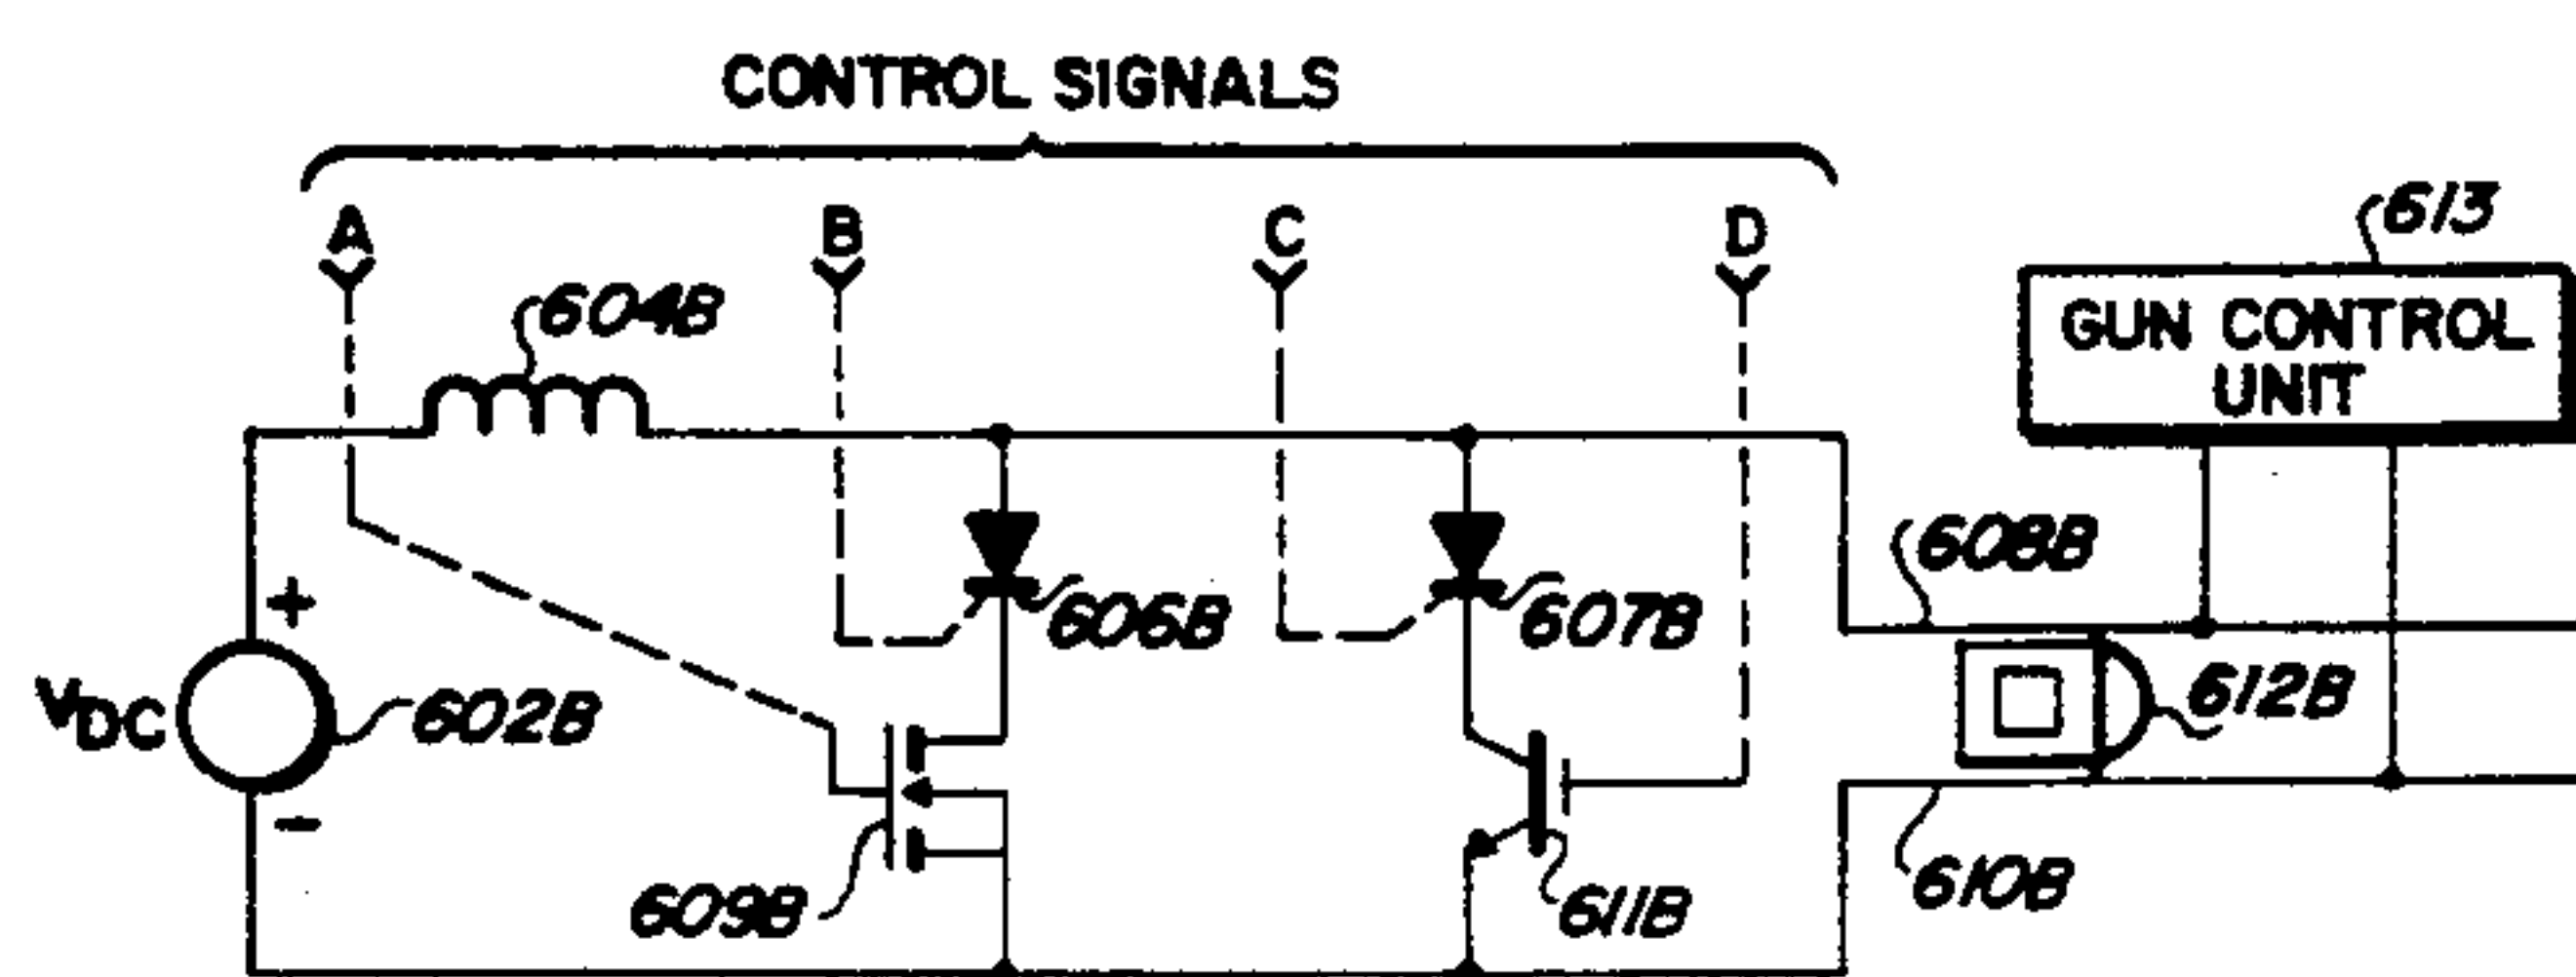 CONTROL SIGNALS
A
B
C
D
613
604B
GUN CONTROL
UNIT
608B
+
606B
607B
VDC
602B
612B
-
609B
611B
610B